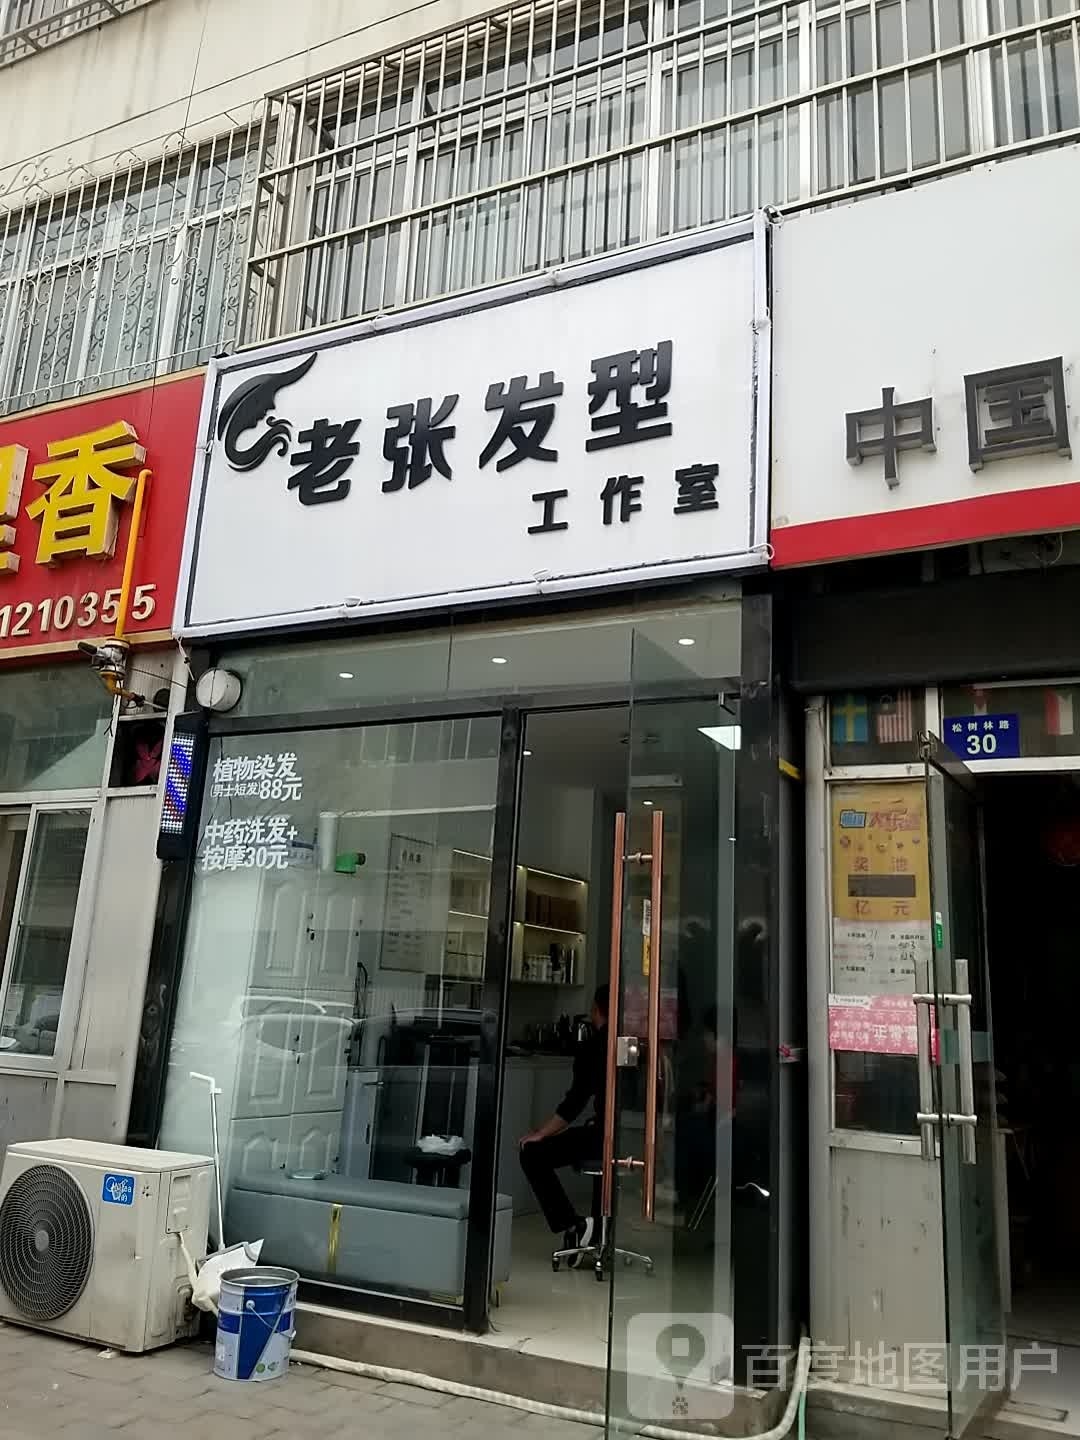 老张发型
工作室
香
1210355
中国
植物染发
(男士短发)88元
中药洗发+
按摩30元
松树林路
30
奖池
亿元
百度地图用户